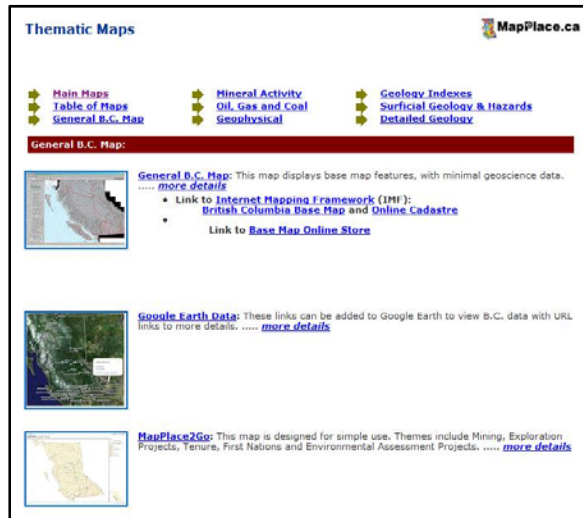 Thematic Maps
MapPlace.ca
Main Maps
Mineral Activity
Geology Indexes
Table of Maps
Oil, Gas and Coal
Surficial Geology & Hazards
General B.C. Map
Geophysical
Detailed Geology
General B.C. Map:
General B.C. Map: This map displays base map features, with minimal geoscience data.
..... more details
• Link to Internet Mapping Framework (IMF):
British Columbia Base Map and Online Cadastre
•
Link to Base Map Online Store
Google Earth Data: These links can be added to Google Earth to view B.C. data with URL
links to more details. ..... more details
MapPlace2Go: This map is designed for simple use. Themes include Mining, Exploration
Projects, Tenure, First Nations and Environmental Assessment Projects. ..... more details